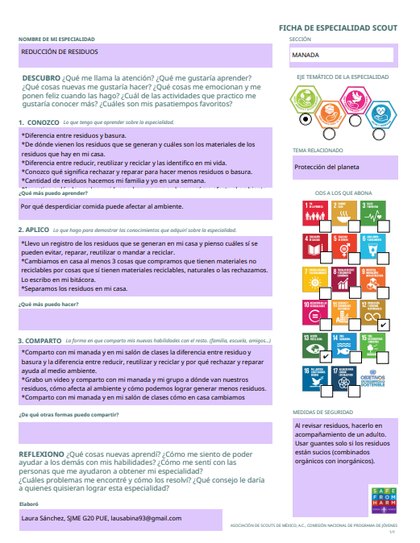 FICHA DE ESPECIALIDAD SCOUT
NOMBRE DE MI ESPECIALIDAD
REDUCCIÓN DE RESIDUOS
SECCIÓN
MANADA
DESCUBRO ¿Qué me llama la atención? ¿Qué me gustaría aprender?
¿Qué cosas nuevas me gustaría hacer? ¿Qué cosas me emocionan y me
ponen feliz cuando las hago? ¿Cuál de las actividades que practico me
gustaría conocer más? ¿Cuáles son mis pasatiempos favoritos?
EJE TEMÁTICO DE LA ESPECIALIDAD
1. CONOZCO Lo que tengo que aprender sobre la especialidad.
*Diferencia entre residuos y basura.
*De dónde vienen los residuos que se generan y cuáles son los materiales de los
residuos que hay en mi casa.
*Diferencia entre reducir, reutilizar y reciclar y las identifico en mi vida.
*Conozco qué significa rechazar y reparar para hacer menos residuos o basura.
*Cantidad de residuos hacemos mi familia y yo en una semana.
¿Qué más puedo aprender?
Por qué desperdiciar comida puede afectar al ambiente.
TEMA RELACIONADO
Protección del planeta
ODS A LOS QUE ABONA
2. APLICO Lo que hago para demostrar los conocimientos que adquirí sobre la especialidad.
*Llevo un registro de los residuos que se generan en mi casa y pienso cuáles sí se
pueden evitar, reparar, reutilizar o mandar a reciclar.
*Cambiamos en casa al menos 3 cosas que compramos que tienen materiales no
reciclables por cosas que sí tienen materiales reciclables, naturales o las rechazamos.
Lo escribo en mi bitácora.
*Separamos los residuos en mi casa.
¿Qué más puedo hacer?
3. COMPARTO La forma en que comparto mis nuevas habilidades con el resto. (familia, escuela, amigos...)
*Comparto con mi manada y en mi salón de clases la diferencia entre residuo y
basura y la diferencia entre reducir, reutilizar y reciclar y por qué rechazar y reparar
ayuda al medio ambiente.
*Grabo un video y comparto con mi manada y grupo a dónde van nuestros
residuos, cómo afecta al ambiente y cómo podemos lograr generar menos residuos.
*Comparto con mi manada y en mi salón de clases cómo en casa cambiamos
¿De qué otras formas puedo compartir?
MEDIDAS DE SEGURIDAD
Al revisar residuos, hacerlo en
acompañamiento de un adulto.
Usar guantes solo si los residuos
están sucios (combinados
orgánicos con inorgánicos).
REFLEXIONO ¿Qué cosas nuevas aprendí? ¿Cómo me siento de poder
ayudar a los demás con mis habilidades? ¿Cómo me sentí con las
personas que me ayudaron a obtener mi especialidad?
¿Cuáles problemas me encontré y cómo los resolví? ¿Qué consejo le daría
a quienes quisieran lograr esta especialidad?
Elaboró
Laura Sánchez, SJME G20 PUE, lausabina93@gmail.com
SAFE
FROM
HARM
ASOCIACIÓN DE SCOUTS DE MÉXICO, A.C., COMISIÓN NACIONAL DE PROGRAMA DE JÓVENES